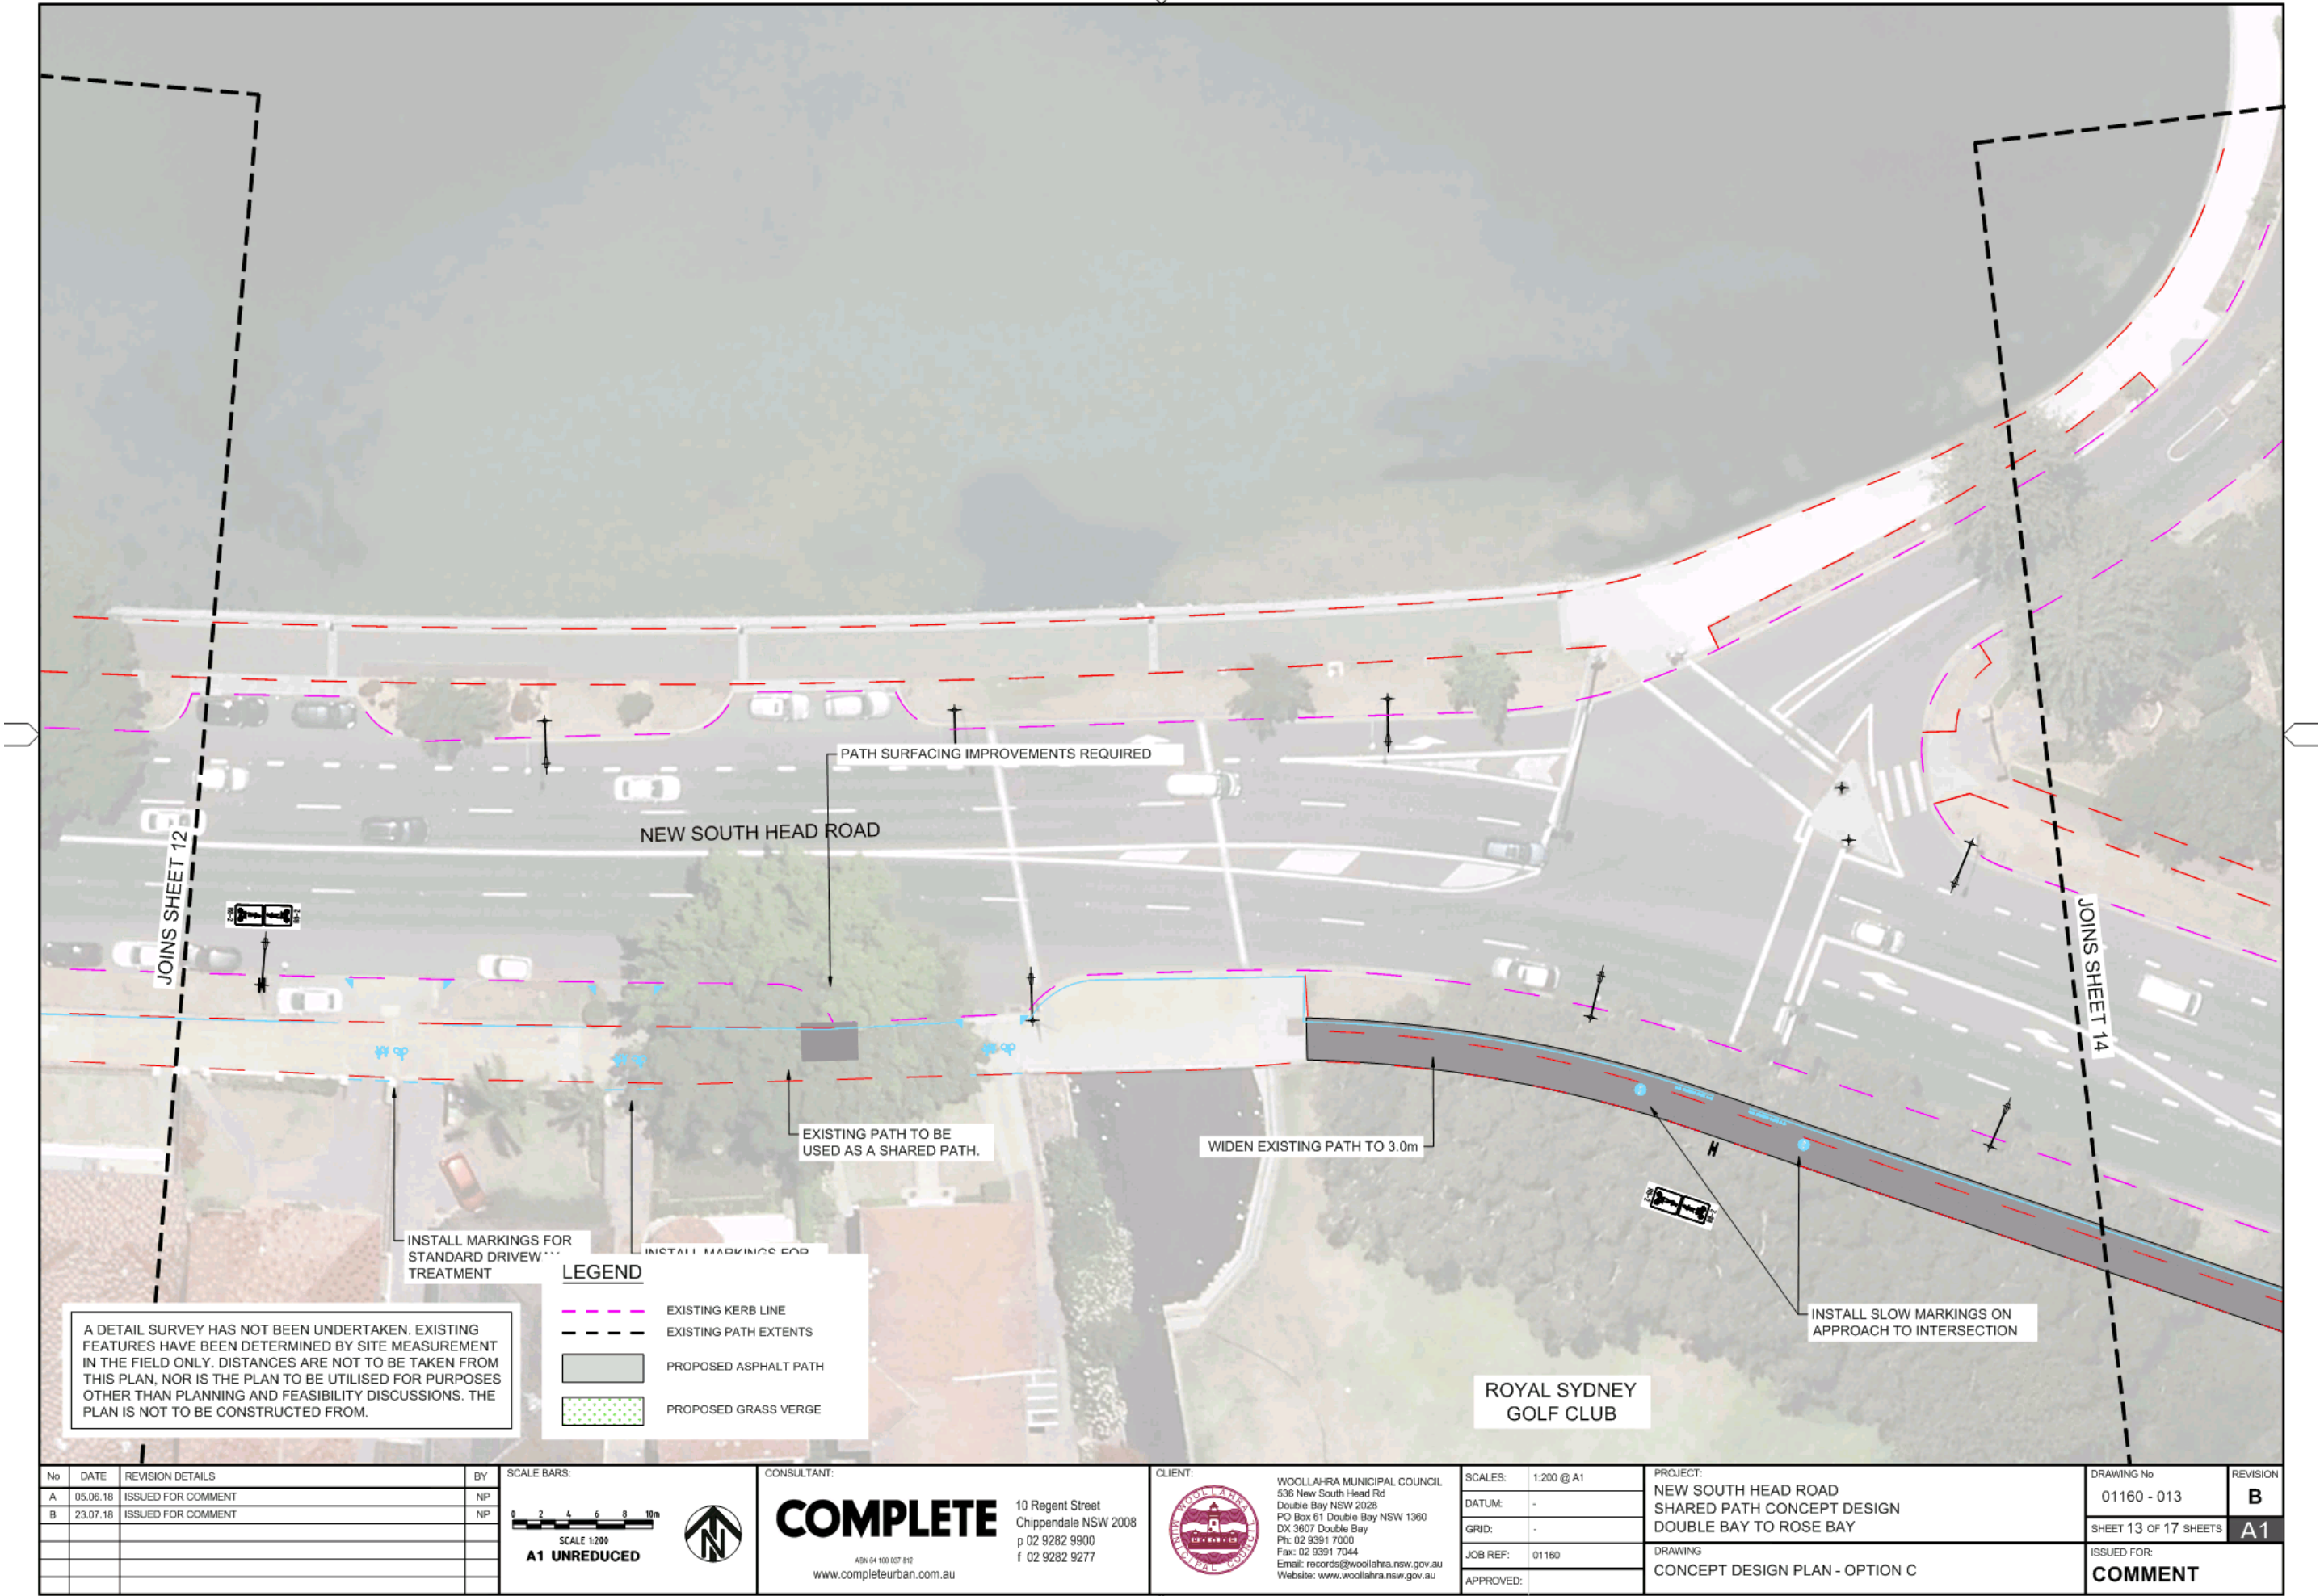 PATH SURFACING IMPROVEMENTS REQUIRED
NEW SOUTH HEAD ROAD
JOINS SHEET 12
JOINS SHEET 14
EXISTING PATH TO BE
USED AS A SHARED PATH.
WIDEN EXISTING PATH TO 3.0m
INSTALL MARKINGS FOR
STANDARD
TREATMENT
INSTALL MARKINGS FOR
INSTALL SLOW MARKINGS ON
APPROACH TO INTERSECTION
ROYAL SYDNEY
GOLF CLUB
LEGEND
EXISTING KERB LINE
EXISTING PATH EXTENTS
PROPOSED ASPHALT PATH
PROPOSED GRASS VERGE
A DETAIL SURVEY HAS NOT BEEN UNDERTAKEN. EXISTING
FEATURES HAVE BEEN DETERMINED BY SITE MEASUREMENT
IN THE FIELD ONLY. DISTANCES ARE NOT TO BE TAKEN FROM
THIS PLAN, NOR IS THE PLAN TO BE UTILISED FOR PURPOSES
OTHER THAN PLANNING AND FEASIBILITY DISCUSSIONS. THE
PLAN IS NOT TO BE CONSTRUCTED FROM.
No DATE REVISION DETAILS BY
A 05.06.18 ISSUED FOR COMMENT NP
B 23.07.18 ISSUED FOR COMMENT NP
SCALE BARS:
0 2 4 6 8 10m
SCALE 1:200
A1 UNREDUCED
N
CONSULTANT:
COMPLETE
ABN 64 100 037 812
www.completeurban.com.au
10 Regent Street
Chippendale NSW 2008
p 02 9282 9900
f 02 9282 9277
CLIENT:
WOOLLAHRA
MUNICIPAL COUNCIL
WOOLLAHRA MUNICIPAL COUNCIL
536 New South Head Rd
Double Bay NSW 2028
PO Box 61 Double Bay NSW 1360
DX 3607 Double Bay
Ph: 02 9391 7000
Fax: 02 9391 7044
Email: records@woollahra.nsw.gov.au
Website: www.woollahra.nsw.gov.au
SCALES: 1:200 @ A1
DATUM: -
GRID: -
JOB REF: 01160
APPROVED:
PROJECT:
NEW SOUTH HEAD ROAD
SHARED PATH CONCEPT DESIGN
DOUBLE BAY TO ROSE BAY
DRAWING
CONCEPT DESIGN PLAN - OPTION C
DRAWING No
01160 - 013
REVISION
B
SHEET 13 OF 17 SHEETS
A1
ISSUED FOR:
COMMENT